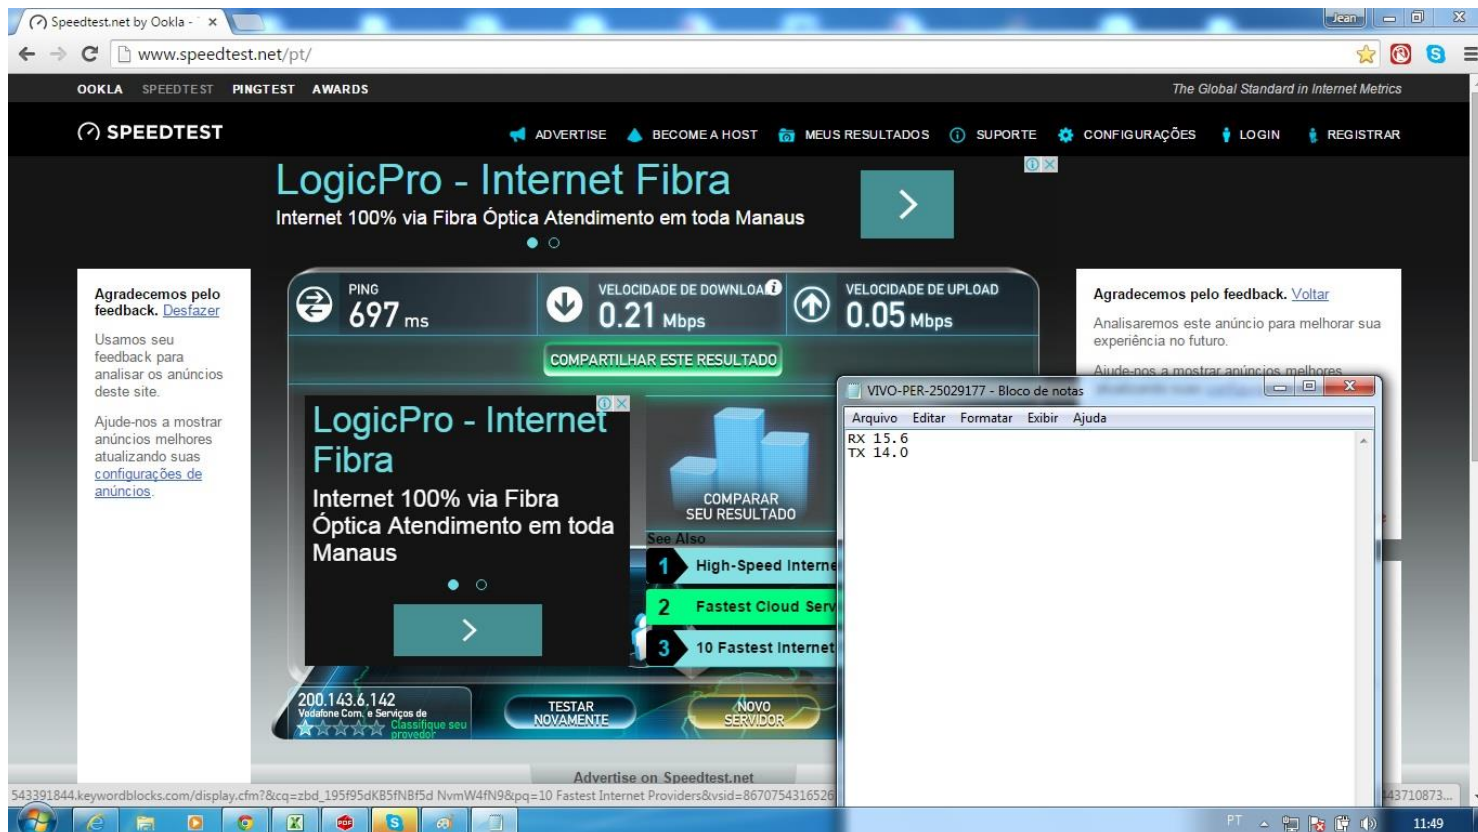 Speedtest.net by Ookla -
Jean
www.speedtest.net/pt/
OOKLA SPEEDTEST PINGTEST AWARDS
The Global Standard in Internet Metrics
SPEEDTEST
ADVERTISE BECOME A HOST MEUS RESULTADOS SUPORTE CONFIGURAÇÕES LOGIN REGISTRAR
LogicPro - Internet Fibra
Internet 100% via Fibra Óptica Atendimento em toda Manaus
Agradecemos pelo
feedback. Desfazer
Usamos seu
feedback para
analisar os anúncios
deste site.
Ajude-nos a mostrar
anúncios melhores
atualizando suas
configurações de
anúncios.
PING
697 ms
VELOCIDADE DE DOWNLOAD
0.21 Mbps
VELOCIDADE DE UPLOAD
0.05 Mbps
COMPARTILHAR ESTE RESULTADO
LogicPro - Internet
Fibra
Internet 100% via Fibra
Óptica Atendimento em toda
Manaus
COMPARAR
SEU RESULTADO
See Also
1 High-Speed Interne
2 Fastest Cloud Serv
3 10 Fastest Internet
200.143.6.142
Vodafone Com. e Serviços de
Classifique seu
provedor
TESTAR
NOVAMENTE
NOVO
SERVIDOR
Advertise on Speedtest.net
Agradecemos pelo feedback. Voltar
Analisaremos este anúncio para melhorar sua
experiência no futuro.
Ajude-nos a mostrar anúncios melhores
VIVO-PER-25029177 - Bloco de notas
Arquivo Editar Formatar Exibir Ajuda
RX 15.6
TX 14.0
543391844.keywordblocks.com/display.cfm?&cq=zbd_195f95dKB5fNBf5d NvmW4fN9&pq=10 Fastest Internet Providers&vsid=8670754316526
443710873...
PT
11:49